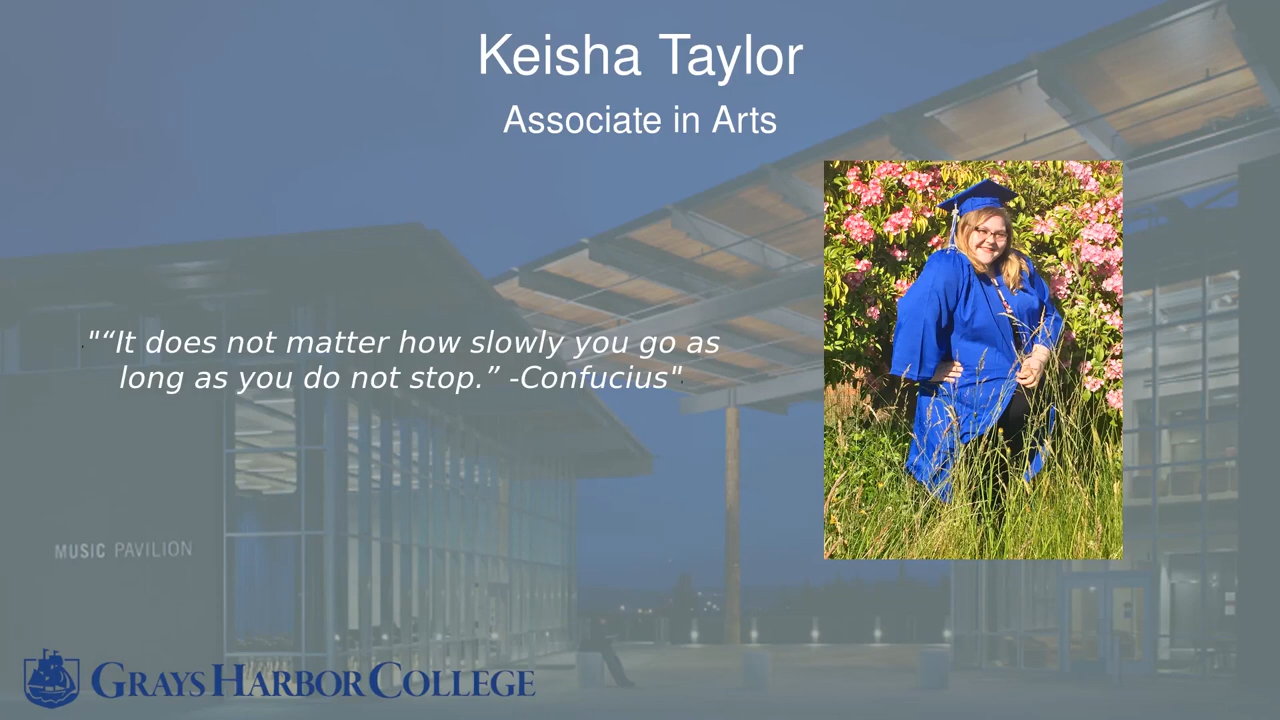 Keisha Taylor
Associate in Arts
"“It does not matter how slowly you go as
long as you do not stop.” -Confucius"
MUSIC PAVILION
GRAYS HARBOR COLLEGE